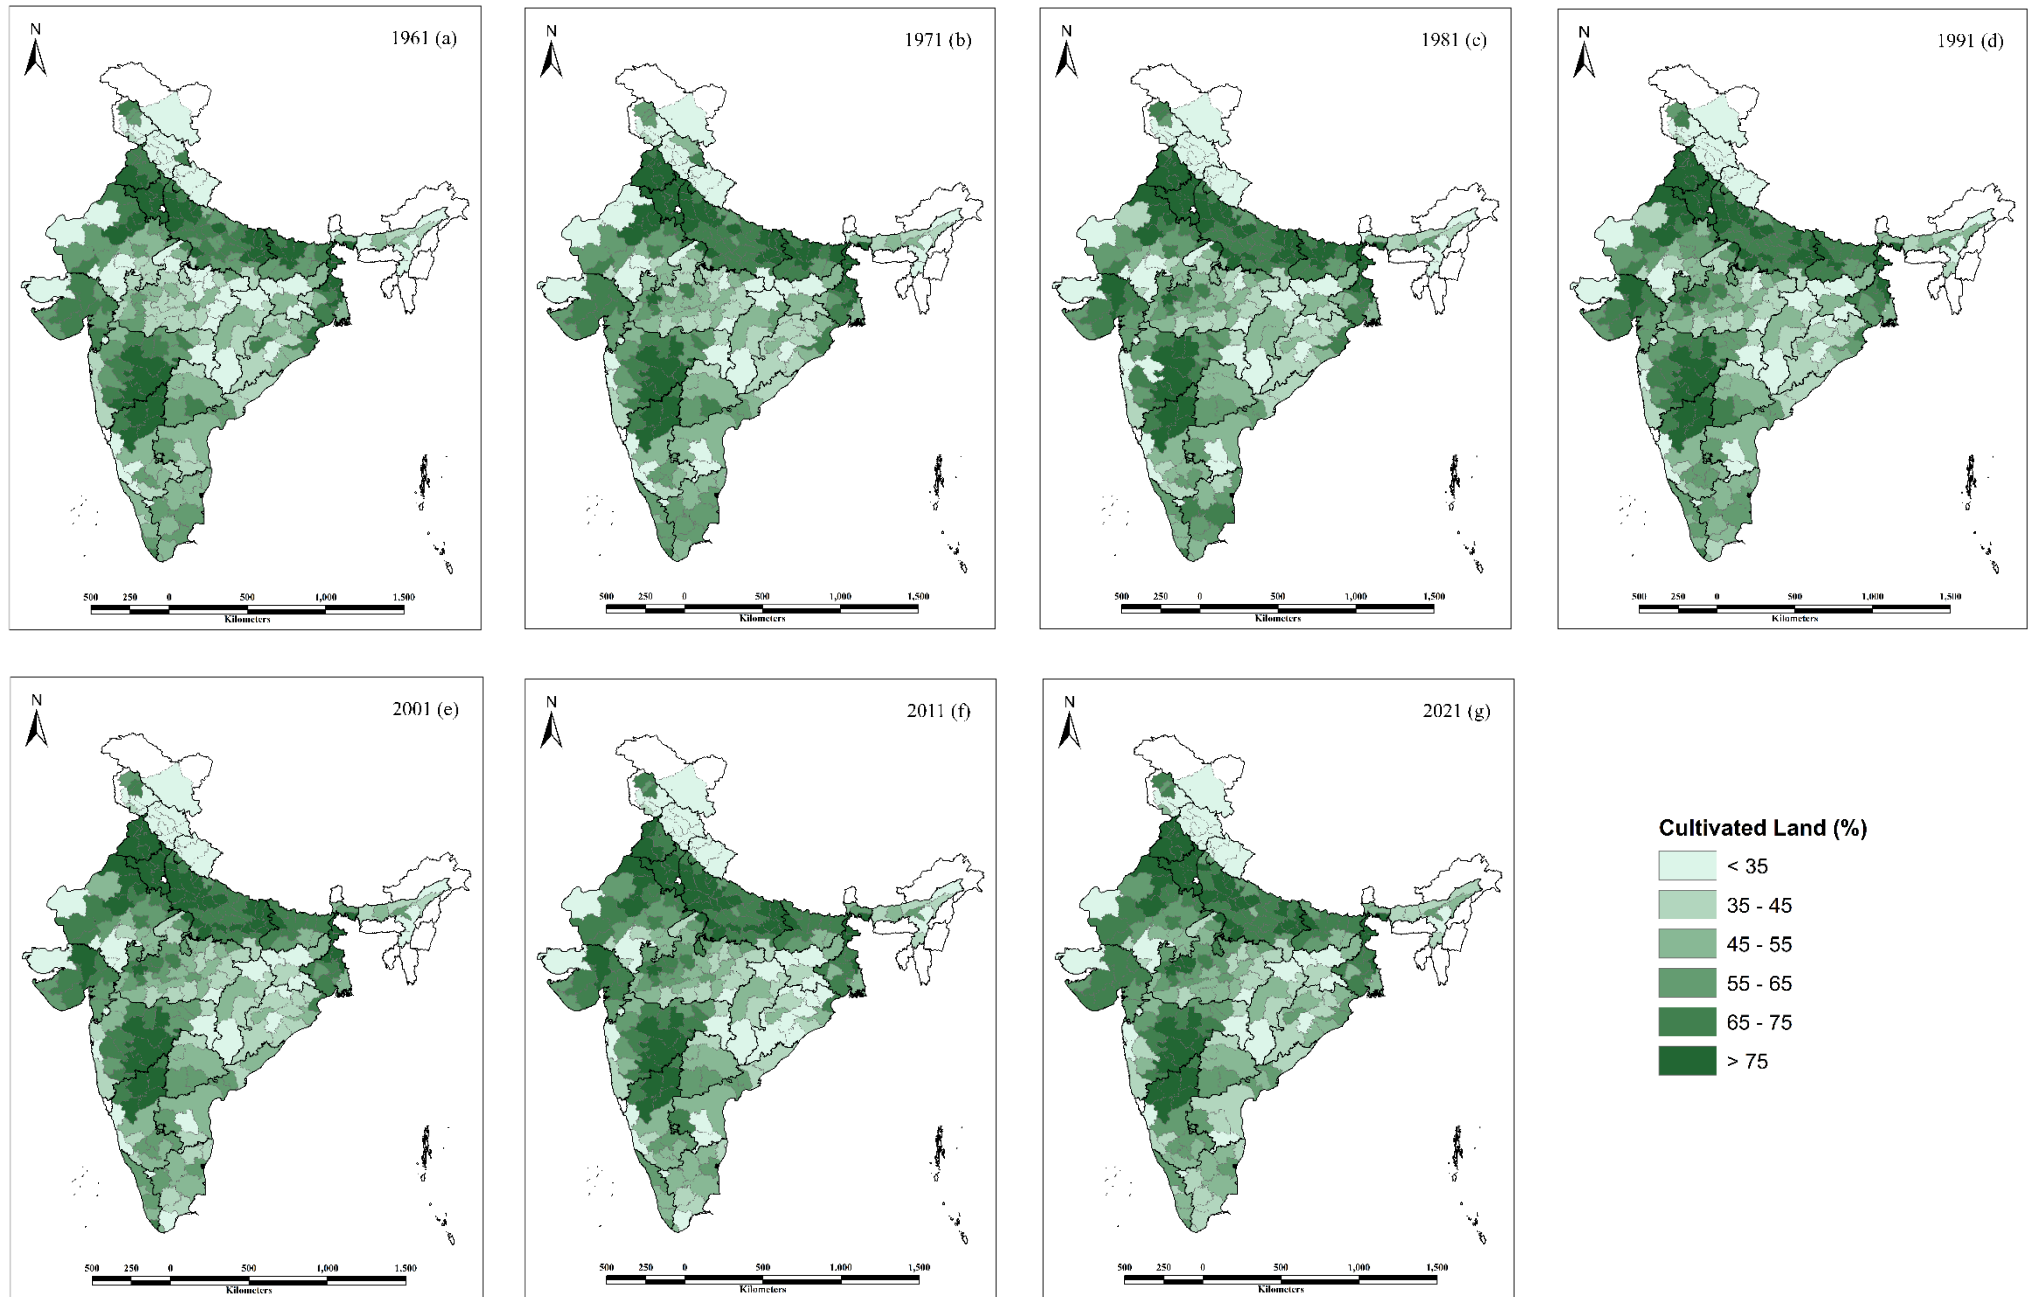 N
1961 (a)
500 250 0 500 1,000 1,500
Kilometers
N
1971 (b)
500 250 0 500 1,000 1,500
Kilometers
N
1981 (c)
500 250 0 500 1,000 1,500
Kilometers
N
1991 (d)
500 250 0 500 1,000 1,500
Kilometers
N
2001 (e)
500 250 0 500 1,000 1,500
Kilometers
N
2011 (f)
500 250 0 500 1,000 1,500
Kilometers
N
2021 (g)
500 250 0 500 1,000 1,500
Kilometers
Cultivated Land (%)
< 35
35 - 45
45 - 55
55 - 65
65 - 75
> 75